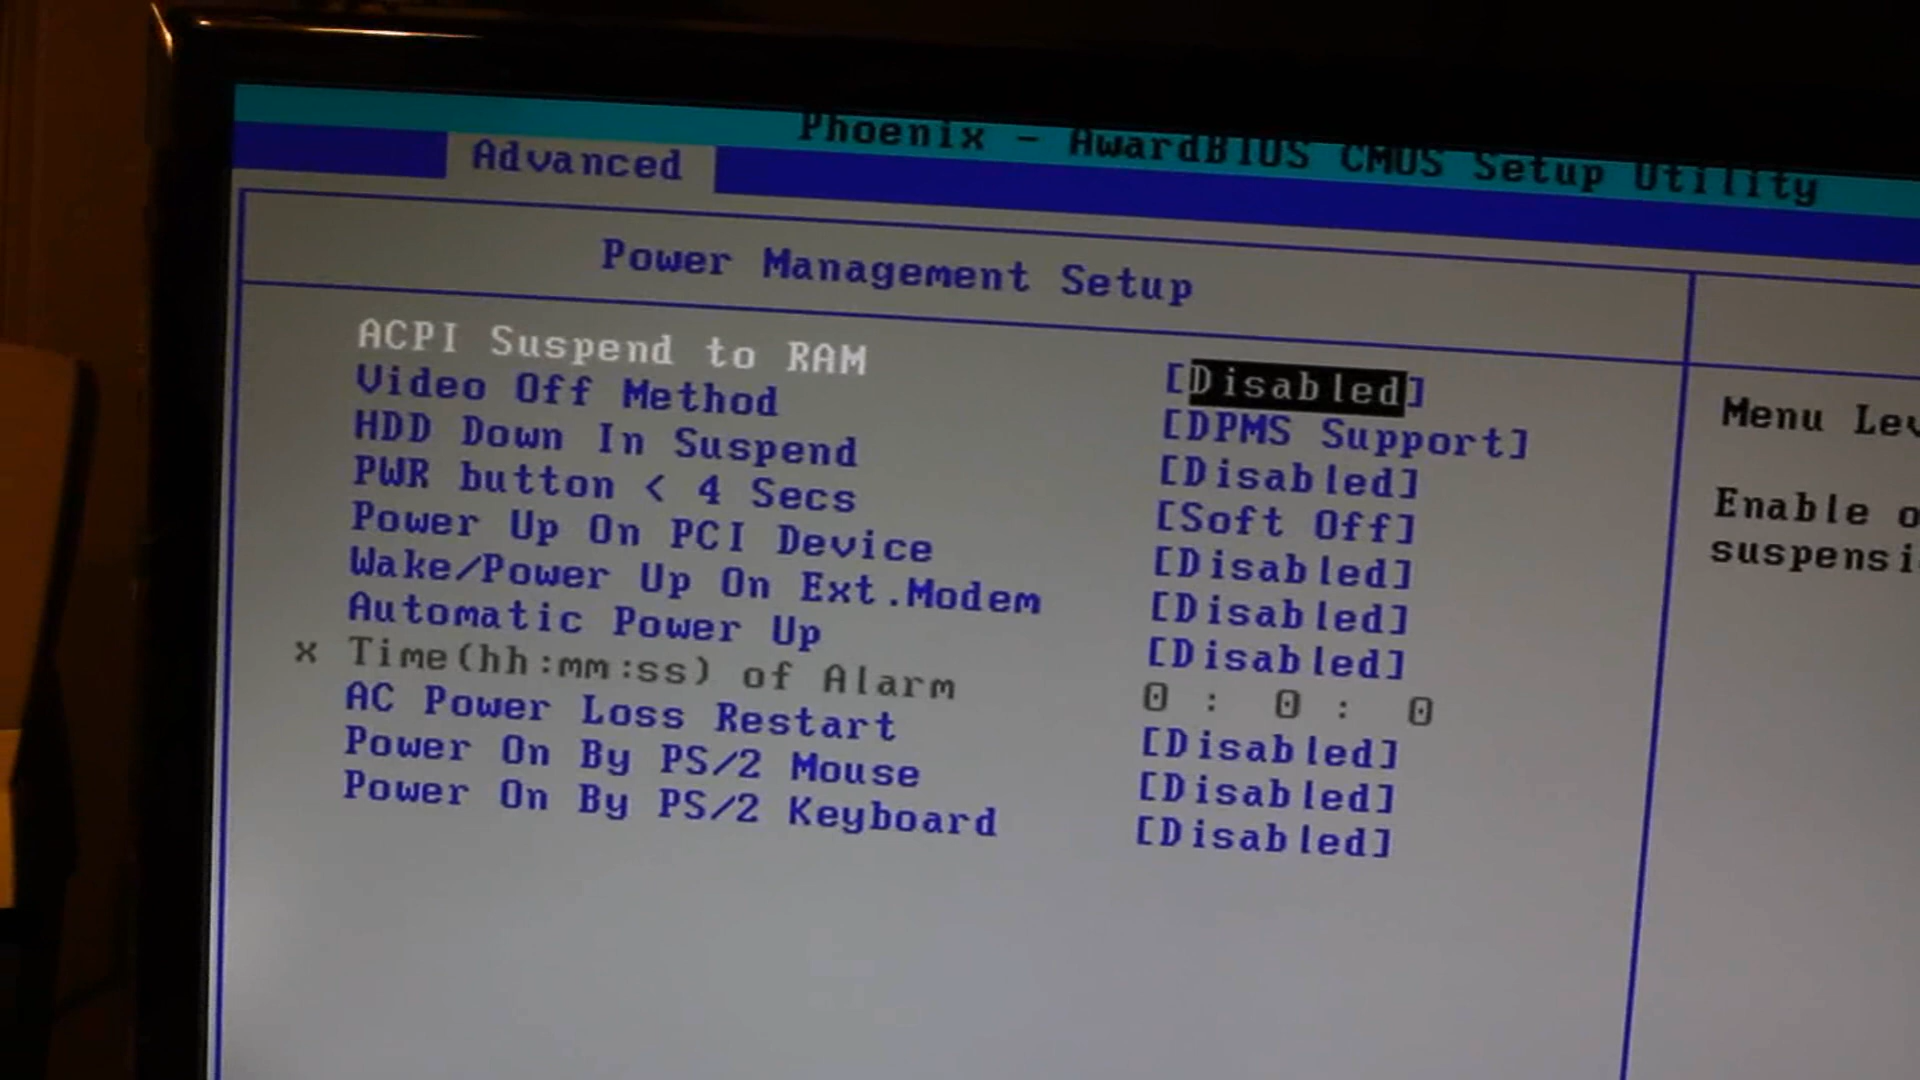 Phoenix - AwardBIOS CMOS Setup Utility
Advanced
Power Management Setup
ACPI Suspend to RAM [Disabled]
Video Off Method [DPMS Support]
HDD Down In Suspend [Disabled]
PWR button < 4 Secs [Soft Off]
Power Up On PCI Device [Disabled]
Wake/Power Up On Ext.Modem [Disabled]
Automatic Power Up [Disabled]
x Time(hh:mm:ss) of Alarm 0 : 0 : 0
AC Power Loss Restart [Disabled]
Power On By PS/2 Mouse [Disabled]
Power On By PS/2 Keyboard [Disabled]
Menu Lev
Enable o
suspensi